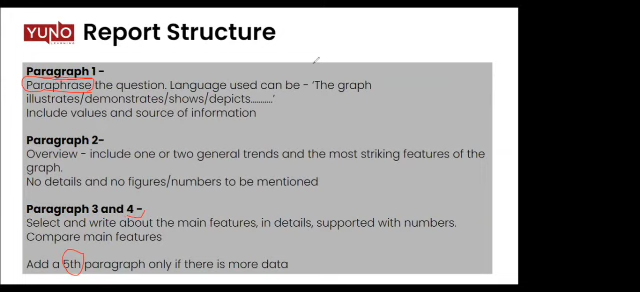 YUNO
LEARNING
Report Structure
Paragraph 1 -
Paraphrase the question. Language used can be - ‘The graph
illustrates/demonstrates/shows/depicts...........’
Include values and source of information
Paragraph 2-
Overview - include one or two general trends and the most striking features of the
graph.
No details and no figures/numbers to be mentioned
Paragraph 3 and 4 -
Select and write about the main features, in details, supported with numbers.
Compare main features
Add a 5th paragraph only if there is more data